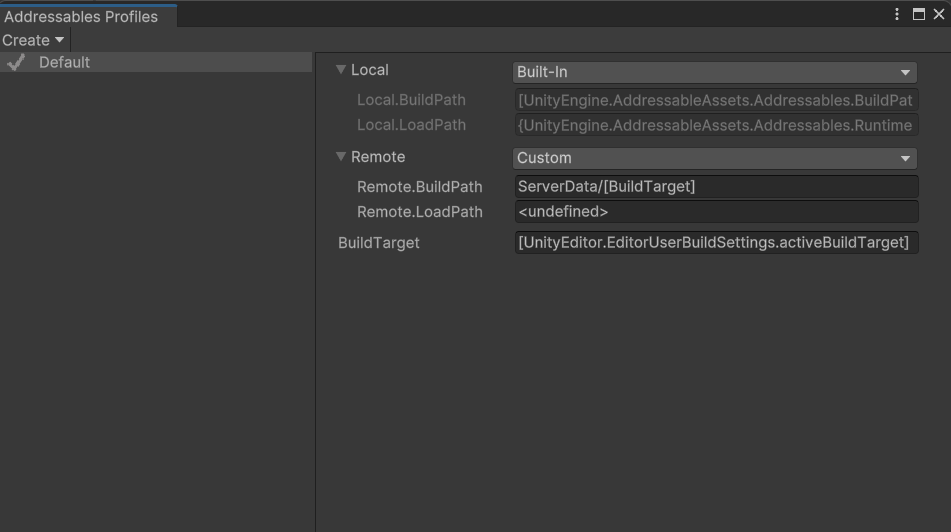 Addressables Profiles
Create
Default
Local Built-In
Local.BuildPath [UnityEngine.AddressableAssets.Addressables.BuildPat
Local.LoadPath {UnityEngine.AddressableAssets.Addressables.Runtime
Remote Custom
Remote.BuildPath ServerData/[BuildTarget]
Remote.LoadPath <undefined>
BuildTarget [UnityEditor.EditorUserBuildSettings.activeBuildTarget]